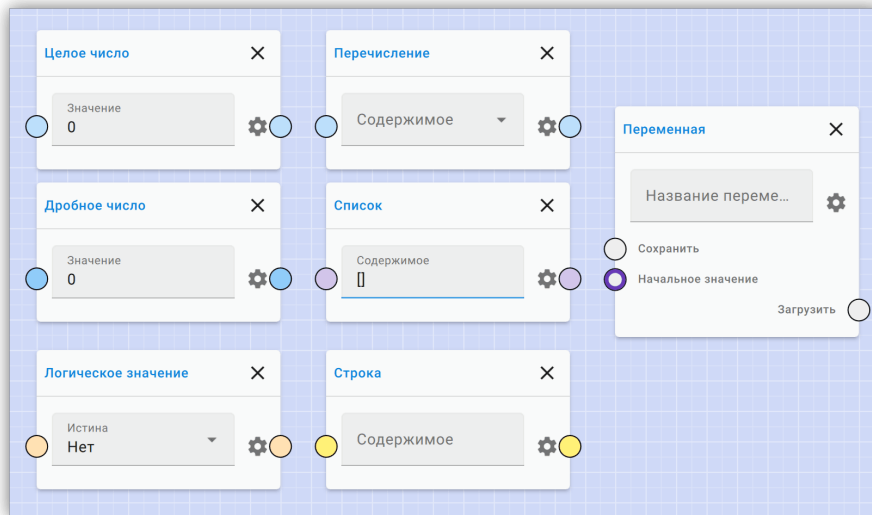 Целое число
Значение
0
Перечисление
Содержимое
Дробное число
Значение
0
Список
Содержимое
[]
Логическое значение
Истина
Нет
Строка
Содержимое
Переменная
Название переме...
Сохранить
Начальное значение
Загрузить